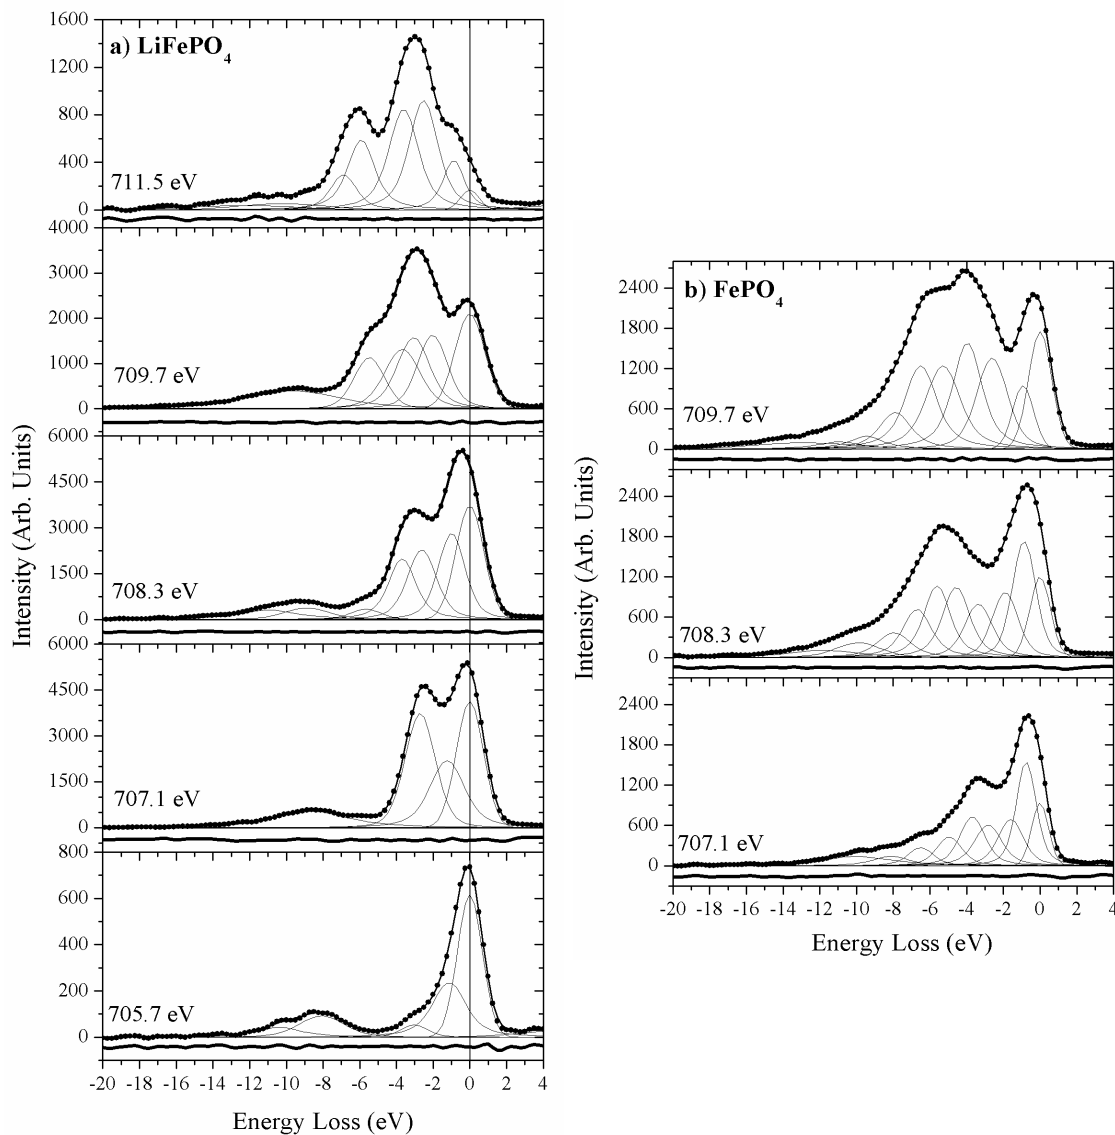 a) LiFePO4
Intensity (Arb. Units)
1600
1200
800
400
0
711.5 eV
4000
3000
2000
1000
0
709.7 eV
6000
4500
3000
1500
0
708.3 eV
6000
4500
3000
1500
0
707.1 eV
800
600
400
200
0
705.7 eV
-20 -18 -16 -14 -12 -10 -8 -6 -4 -2 0 2 4
Energy Loss (eV)
b) FePO4
Intensity (Arb. Units)
2400
1800
1200
600
0
709.7 eV
2400
1800
1200
600
0
708.3 eV
2400
1800
1200
600
0
707.1 eV
-20 -18 -16 -14 -12 -10 -8 -6 -4 -2 0 2 4
Energy Loss (eV)